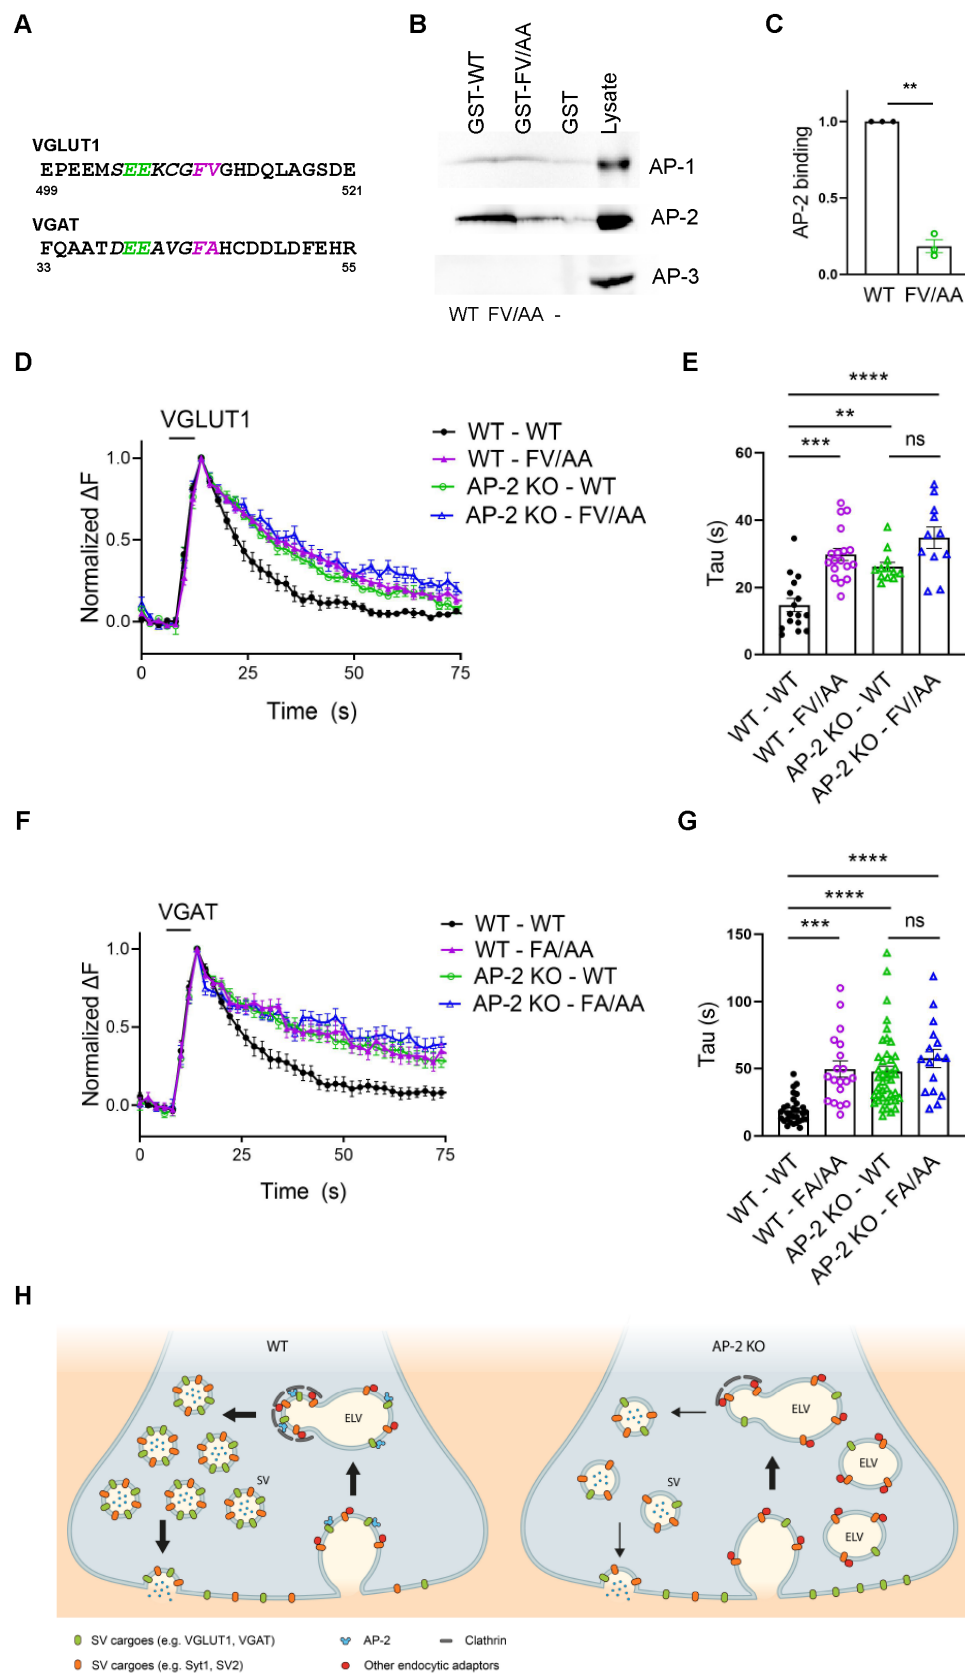 A
VGLUT1
EPEEMSEEKCGFVGHDQLAGSDE
499 521
VGAT
FQAATDEEAVGFAHCDDLDFEHR
33 55
B
GST-WT
GST-FV/AA
GST
Lysate
AP-1
AP-2
AP-3
WT FV/AA -
C
**
AP-2 binding
1.0
0.5
0.0
WT FV/AA
D
VGLUT1
WT - WT
WT - FV/AA
AP-2 KO - WT
AP-2 KO - FV/AA
Normalized ΔF
1.0
0.5
0.0
0 25 50 75
Time (s)
E
****
**
*** ns
Tau (s)
60
40
20
0
WT - WT
WT - FV/AA
AP-2 KO - WT
AP-2 KO - FV/AA
F
VGAT
WT - WT
WT - FA/AA
AP-2 KO - WT
AP-2 KO - FA/AA
Normalized ΔF
1.0
0.5
0.0
0 25 50 75
Time (s)
G
****
****
*** ns
Tau (s)
150
100
50
0
WT - WT
WT - FA/AA
AP-2 KO - WT
AP-2 KO - FA/AA
H
WT
ELV
SV
AP-2 KO
ELV
ELV
SV
ELV
SV cargoes (e.g. VGLUT1, VGAT)
AP-2
Clathrin
SV cargoes (e.g. Syt1, SV2)
Other endocytic adaptors